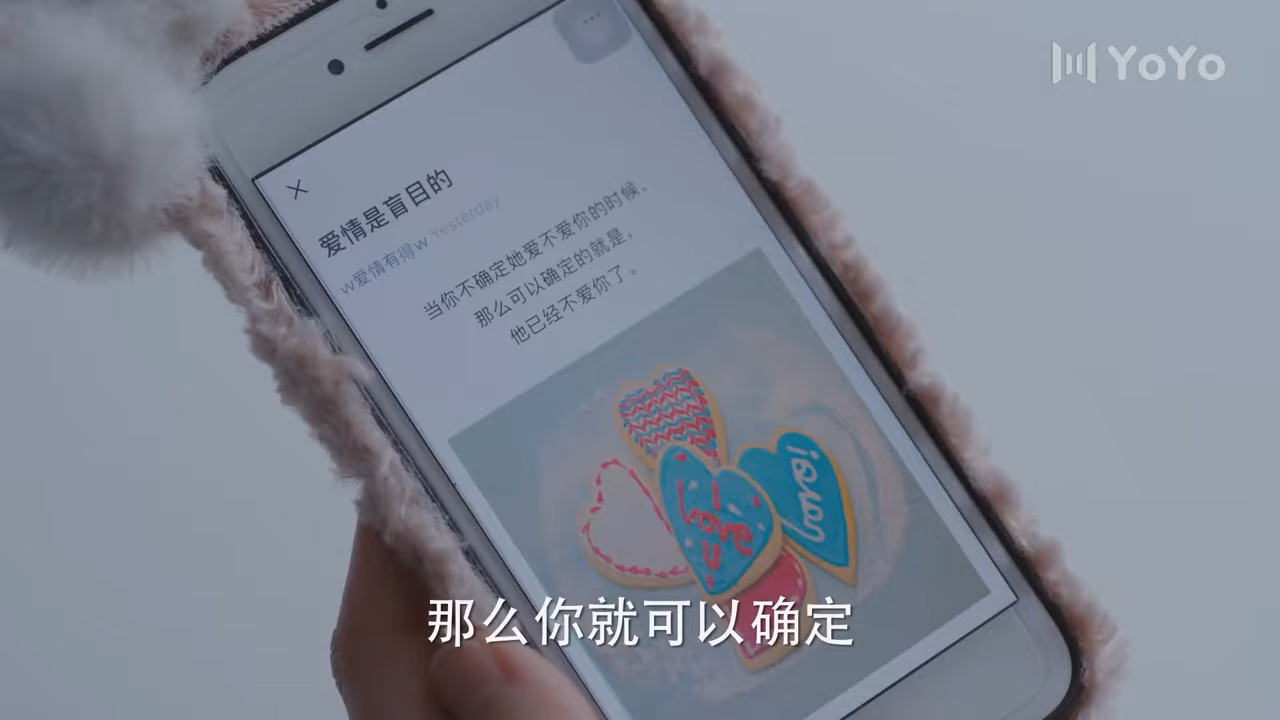 YoYo
爱情是盲目的
w爱情有得w Yesterday
当你不确定她爱不爱你的时候。
那么可以确定的就是，
他已经不爱你了。
那么你就可以确定